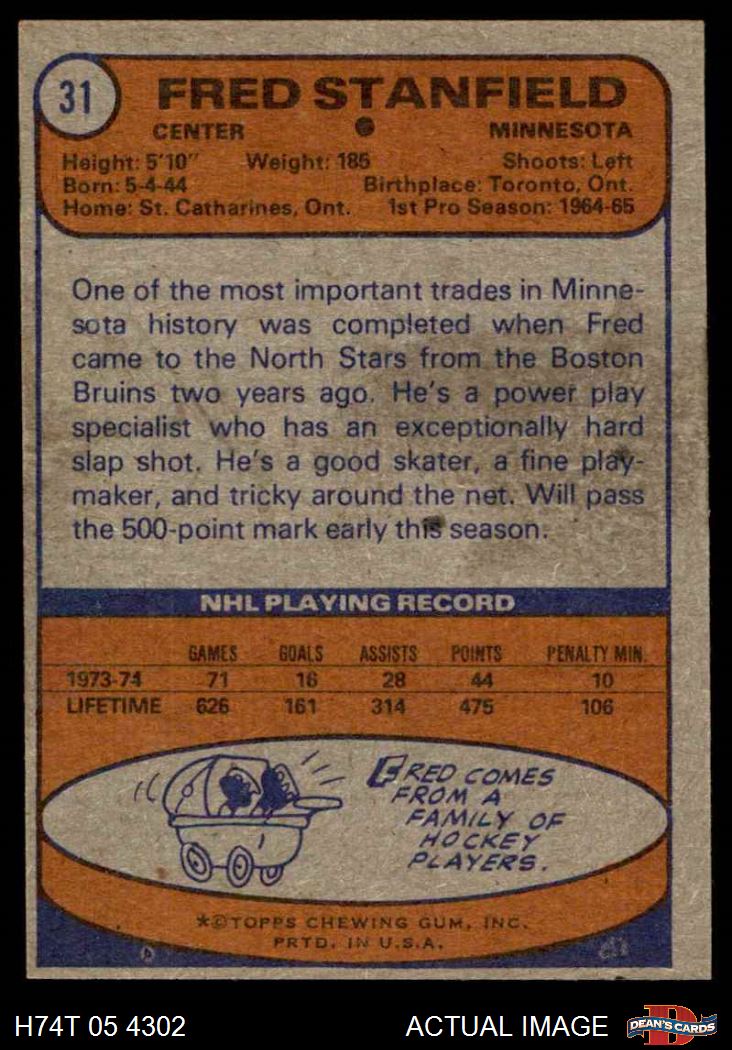 31
FRED STANFIELD
CENTER ● MINNESOTA
Height: 5'10" Weight: 185 Shoots: Left
Born: 5-4-44 Birthplace: Toronto, Ont.
Home: St. Catharines, Ont. 1st Pro Season: 1964-65
One of the most important trades in Minne-
sota history was completed when Fred
came to the North Stars from the Boston
Bruins two years ago. He's a power play
specialist who has an exceptionally hard
slap shot. He's a good skater, a fine play-
maker, and tricky around the net. Will pass
the 500-point mark early this season.
NHL PLAYING RECORD
GAMES GOALS ASSISTS POINTS PENALTY MIN.
1973-74 71 16 28 44 10
LIFETIME 626 161 314 475 106
FRED COMES
FROM A
FAMILY OF
HOCKEY
PLAYERS.
*©TOPPS CHEWING GUM, INC.
PRTD. IN U.S.A.
H74T 05 4302 ACTUAL IMAGE D DEAN'S CARDS